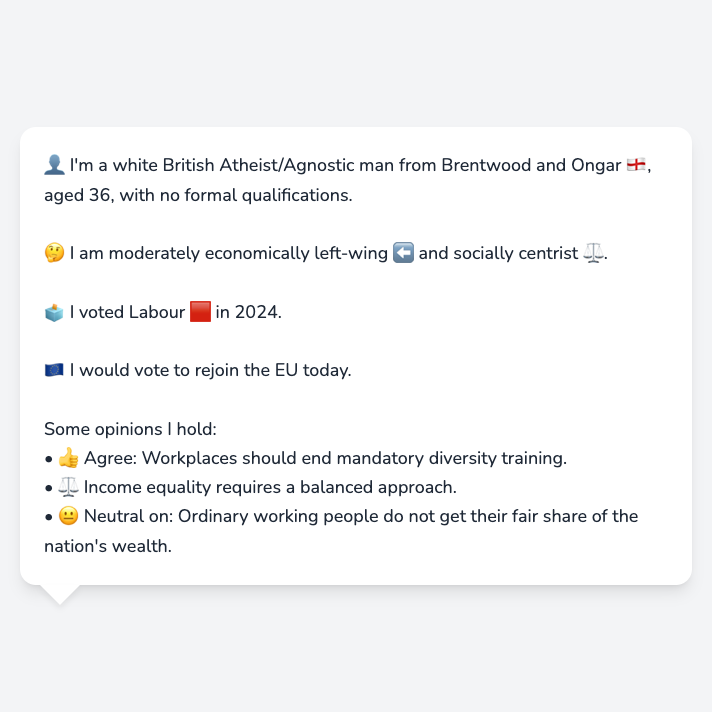 👤 I'm a white British Atheist/Agnostic man from Brentwood and Ongar 🏴󠁧󠁢󠁥󠁮󠁧󠁿,
aged 36, with no formal qualifications.
🤔 I am moderately economically left-wing ⬅️ and socially centrist ⚖️.
🗳️ I voted Labour 🟥 in 2024.
🇪🇺 I would vote to rejoin the EU today.
Some opinions I hold:
• 👍 Agree: Workplaces should end mandatory diversity training.
• ⚖️ Income equality requires a balanced approach.
• 😐 Neutral on: Ordinary working people do not get their fair share of the
nation's wealth.